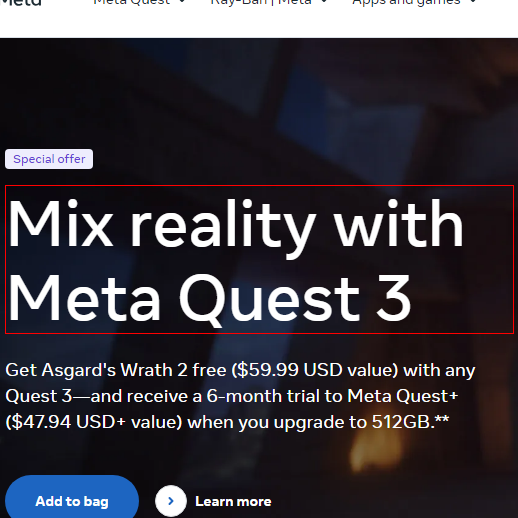 Meta Meta Quest Ray-Ban | Meta Apps and games
Special offer
Mix reality with
Meta Quest 3
Get Asgard's Wrath 2 free ($59.99 USD value) with any
Quest 3—and receive a 6-month trial to Meta Quest+
($47.94 USD+ value) when you upgrade to 512GB.**
Add to bag Learn more